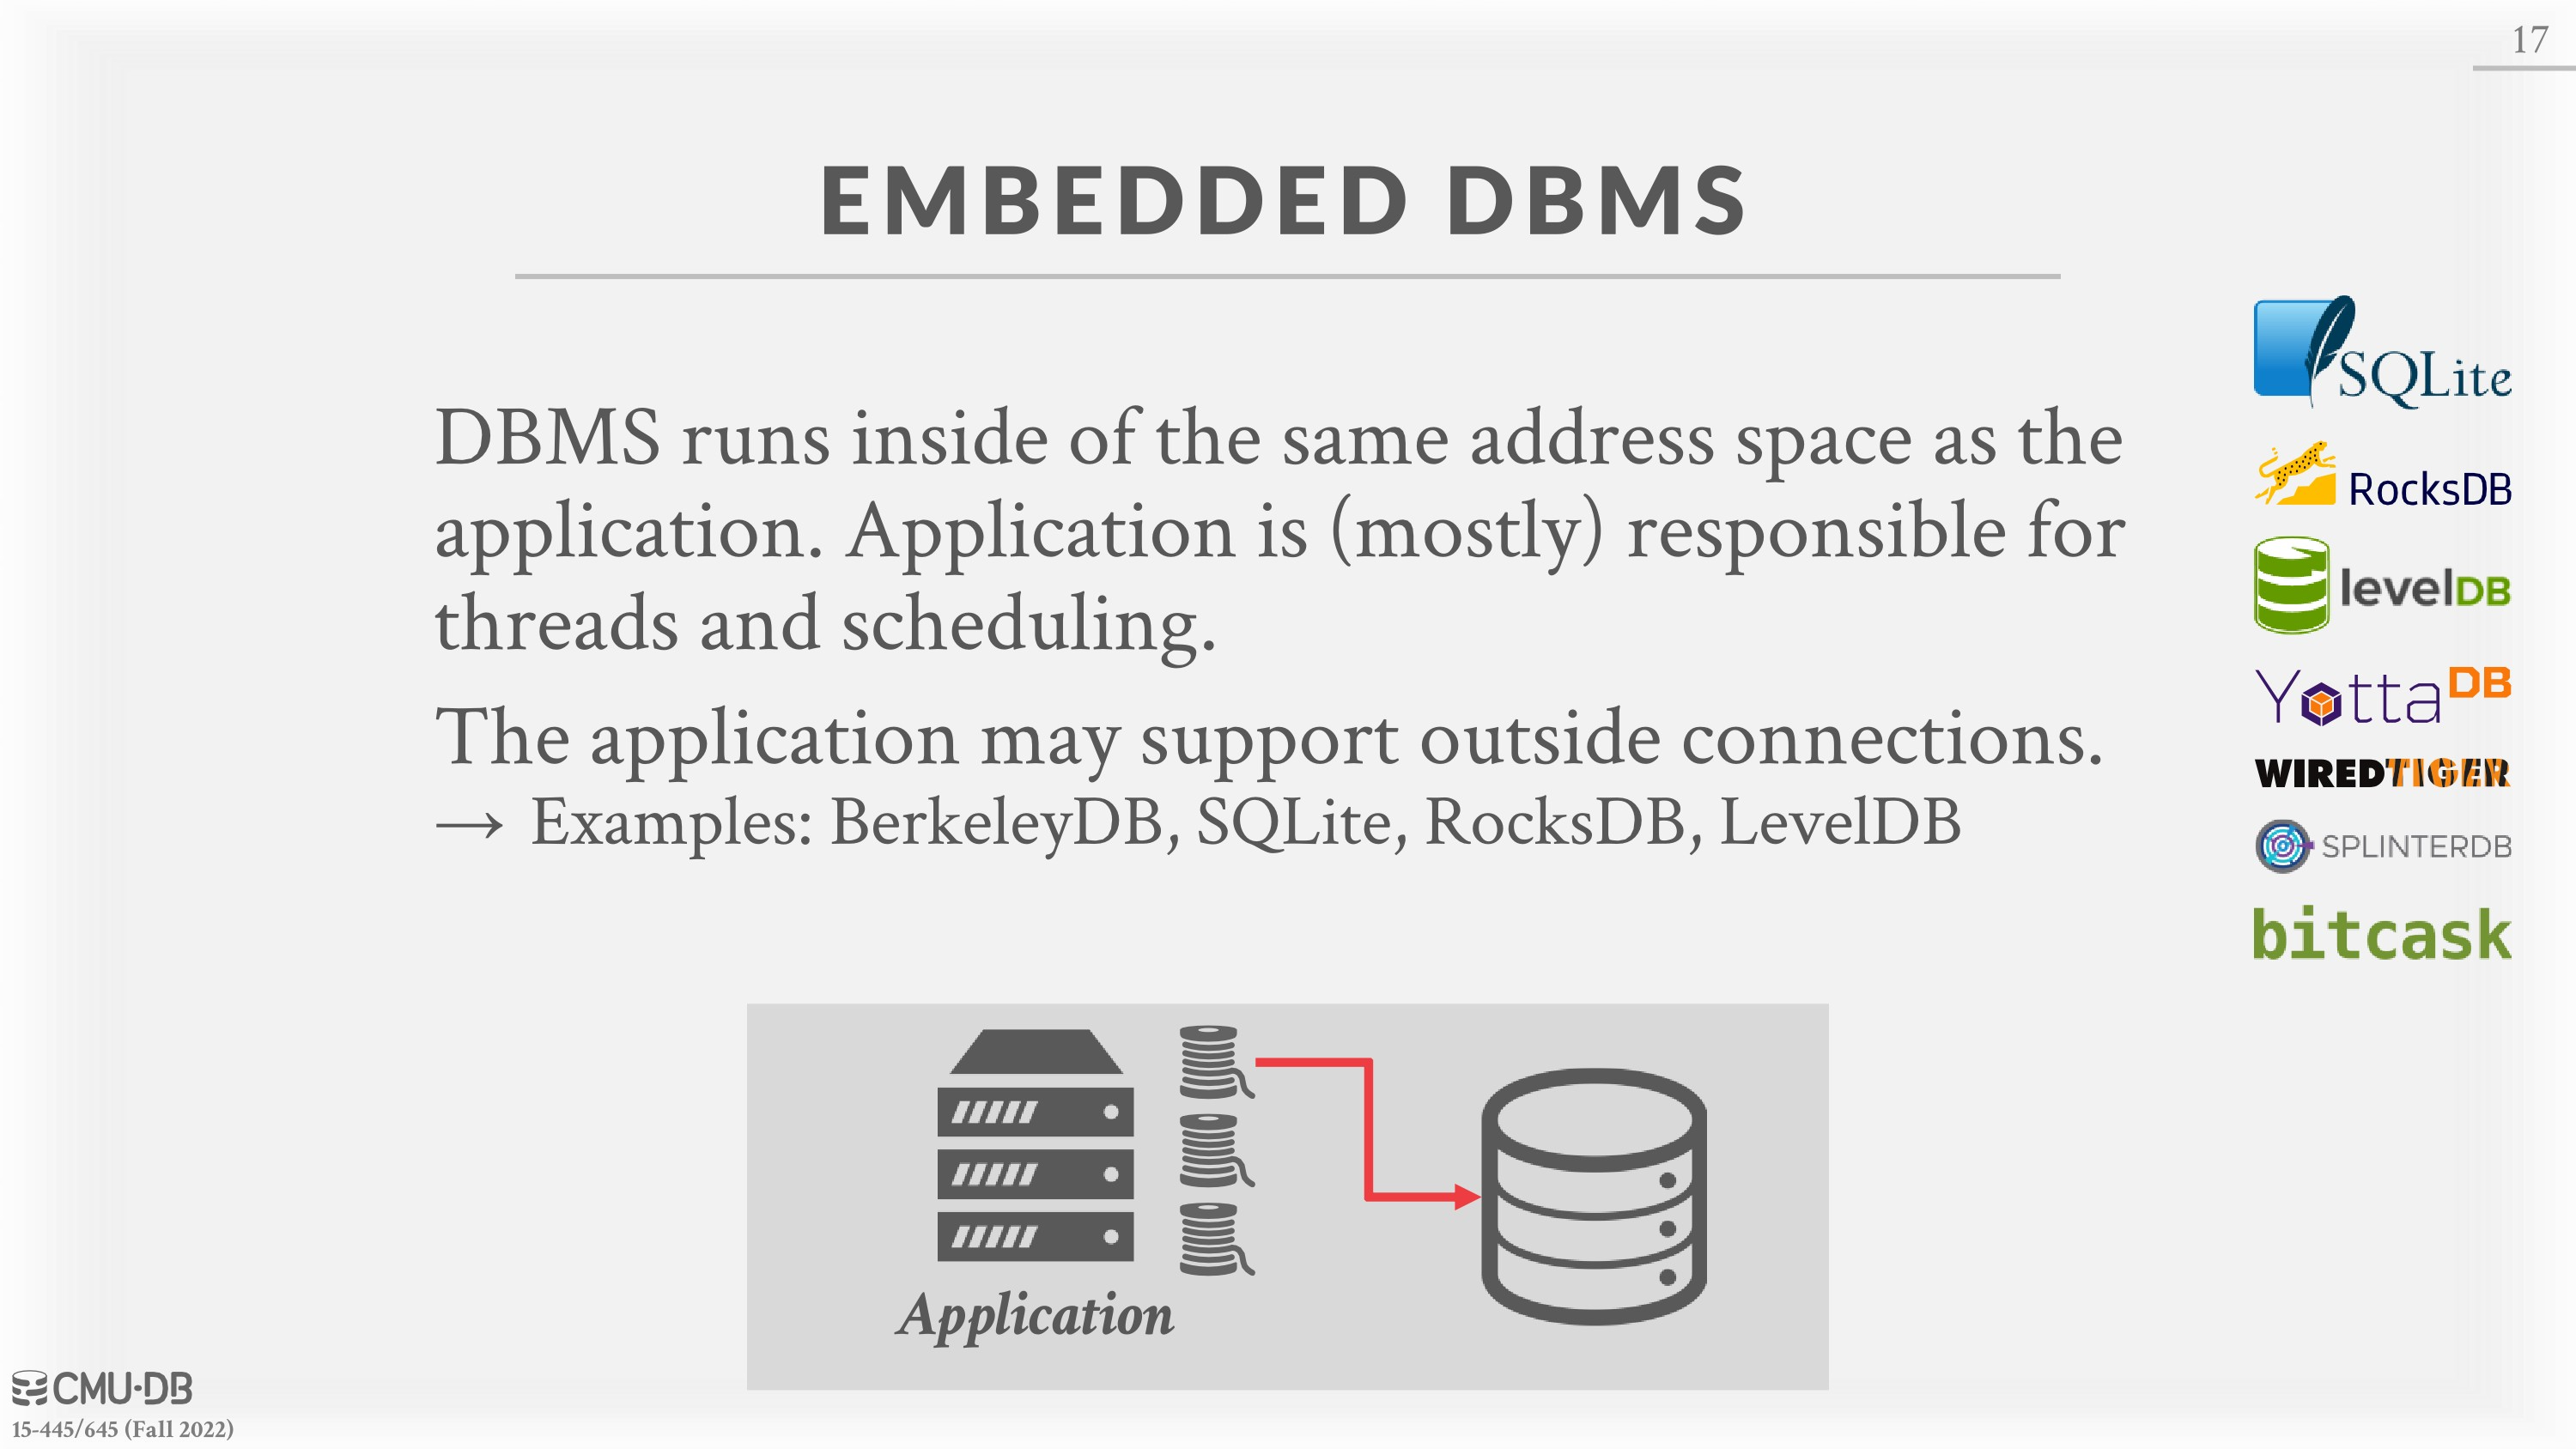 17
EMBEDDED DBMS
DBMS runs inside of the same address space as the
application. Application is (mostly) responsible for
threads and scheduling.
The application may support outside connections.
→ Examples: BerkeleyDB, SQLite, RocksDB, LevelDB
SQLite
RocksDB
levelDB
YottaDB
WIREDTIGER
SPLINTERDB
bitcask
Application
CMU·DB
15-445/645 (Fall 2022)